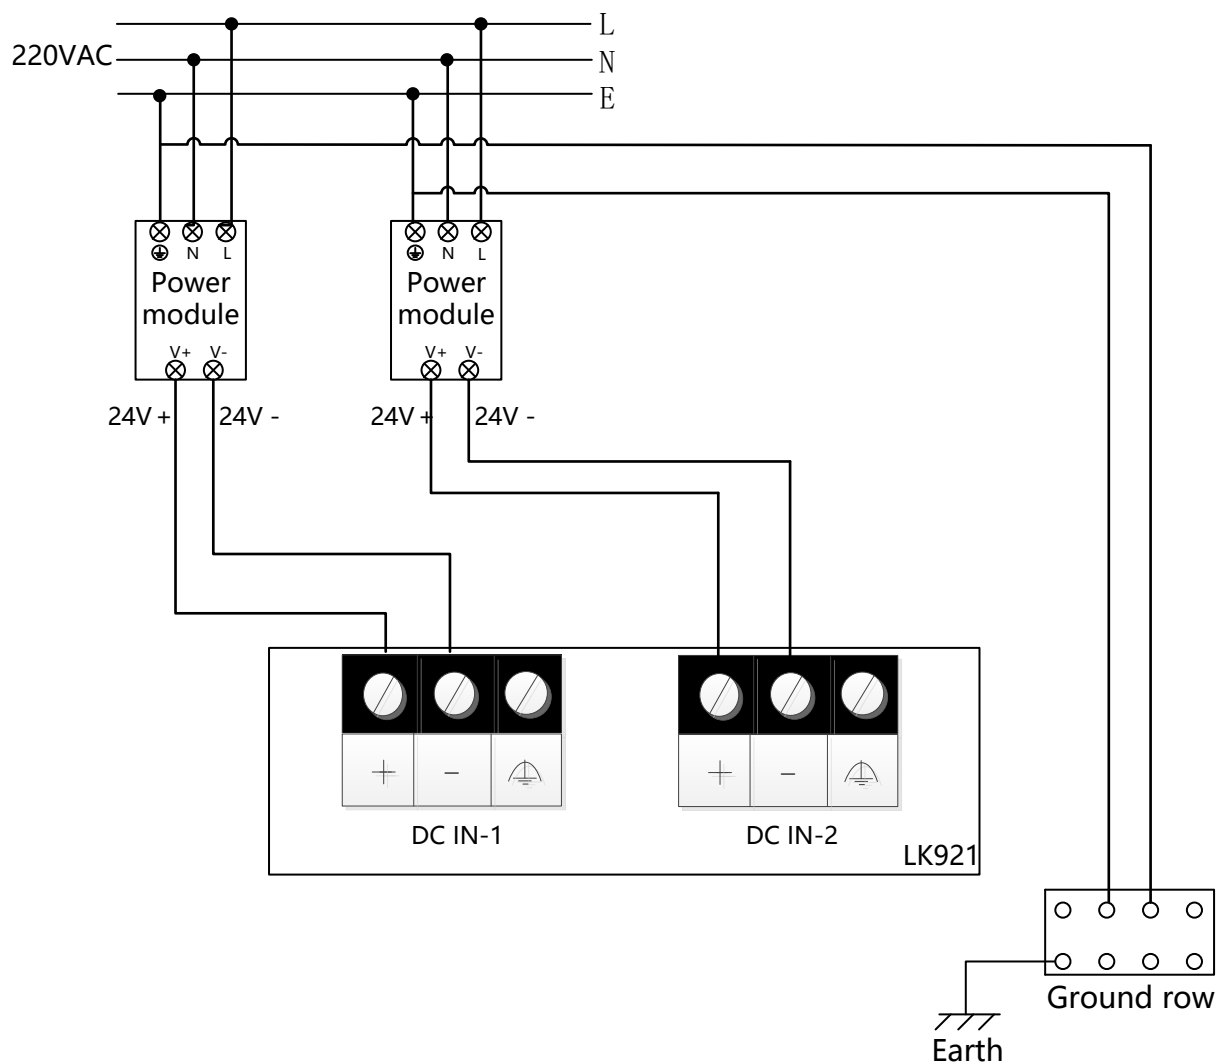 L
220VAC
N
E
N L
N L
Power
module
Power
module
V+ V-
V+ V-
24V + 24V -
24V + 24V -
+ -
+ -
DC IN-1
DC IN-2
LK921
Ground row
Earth